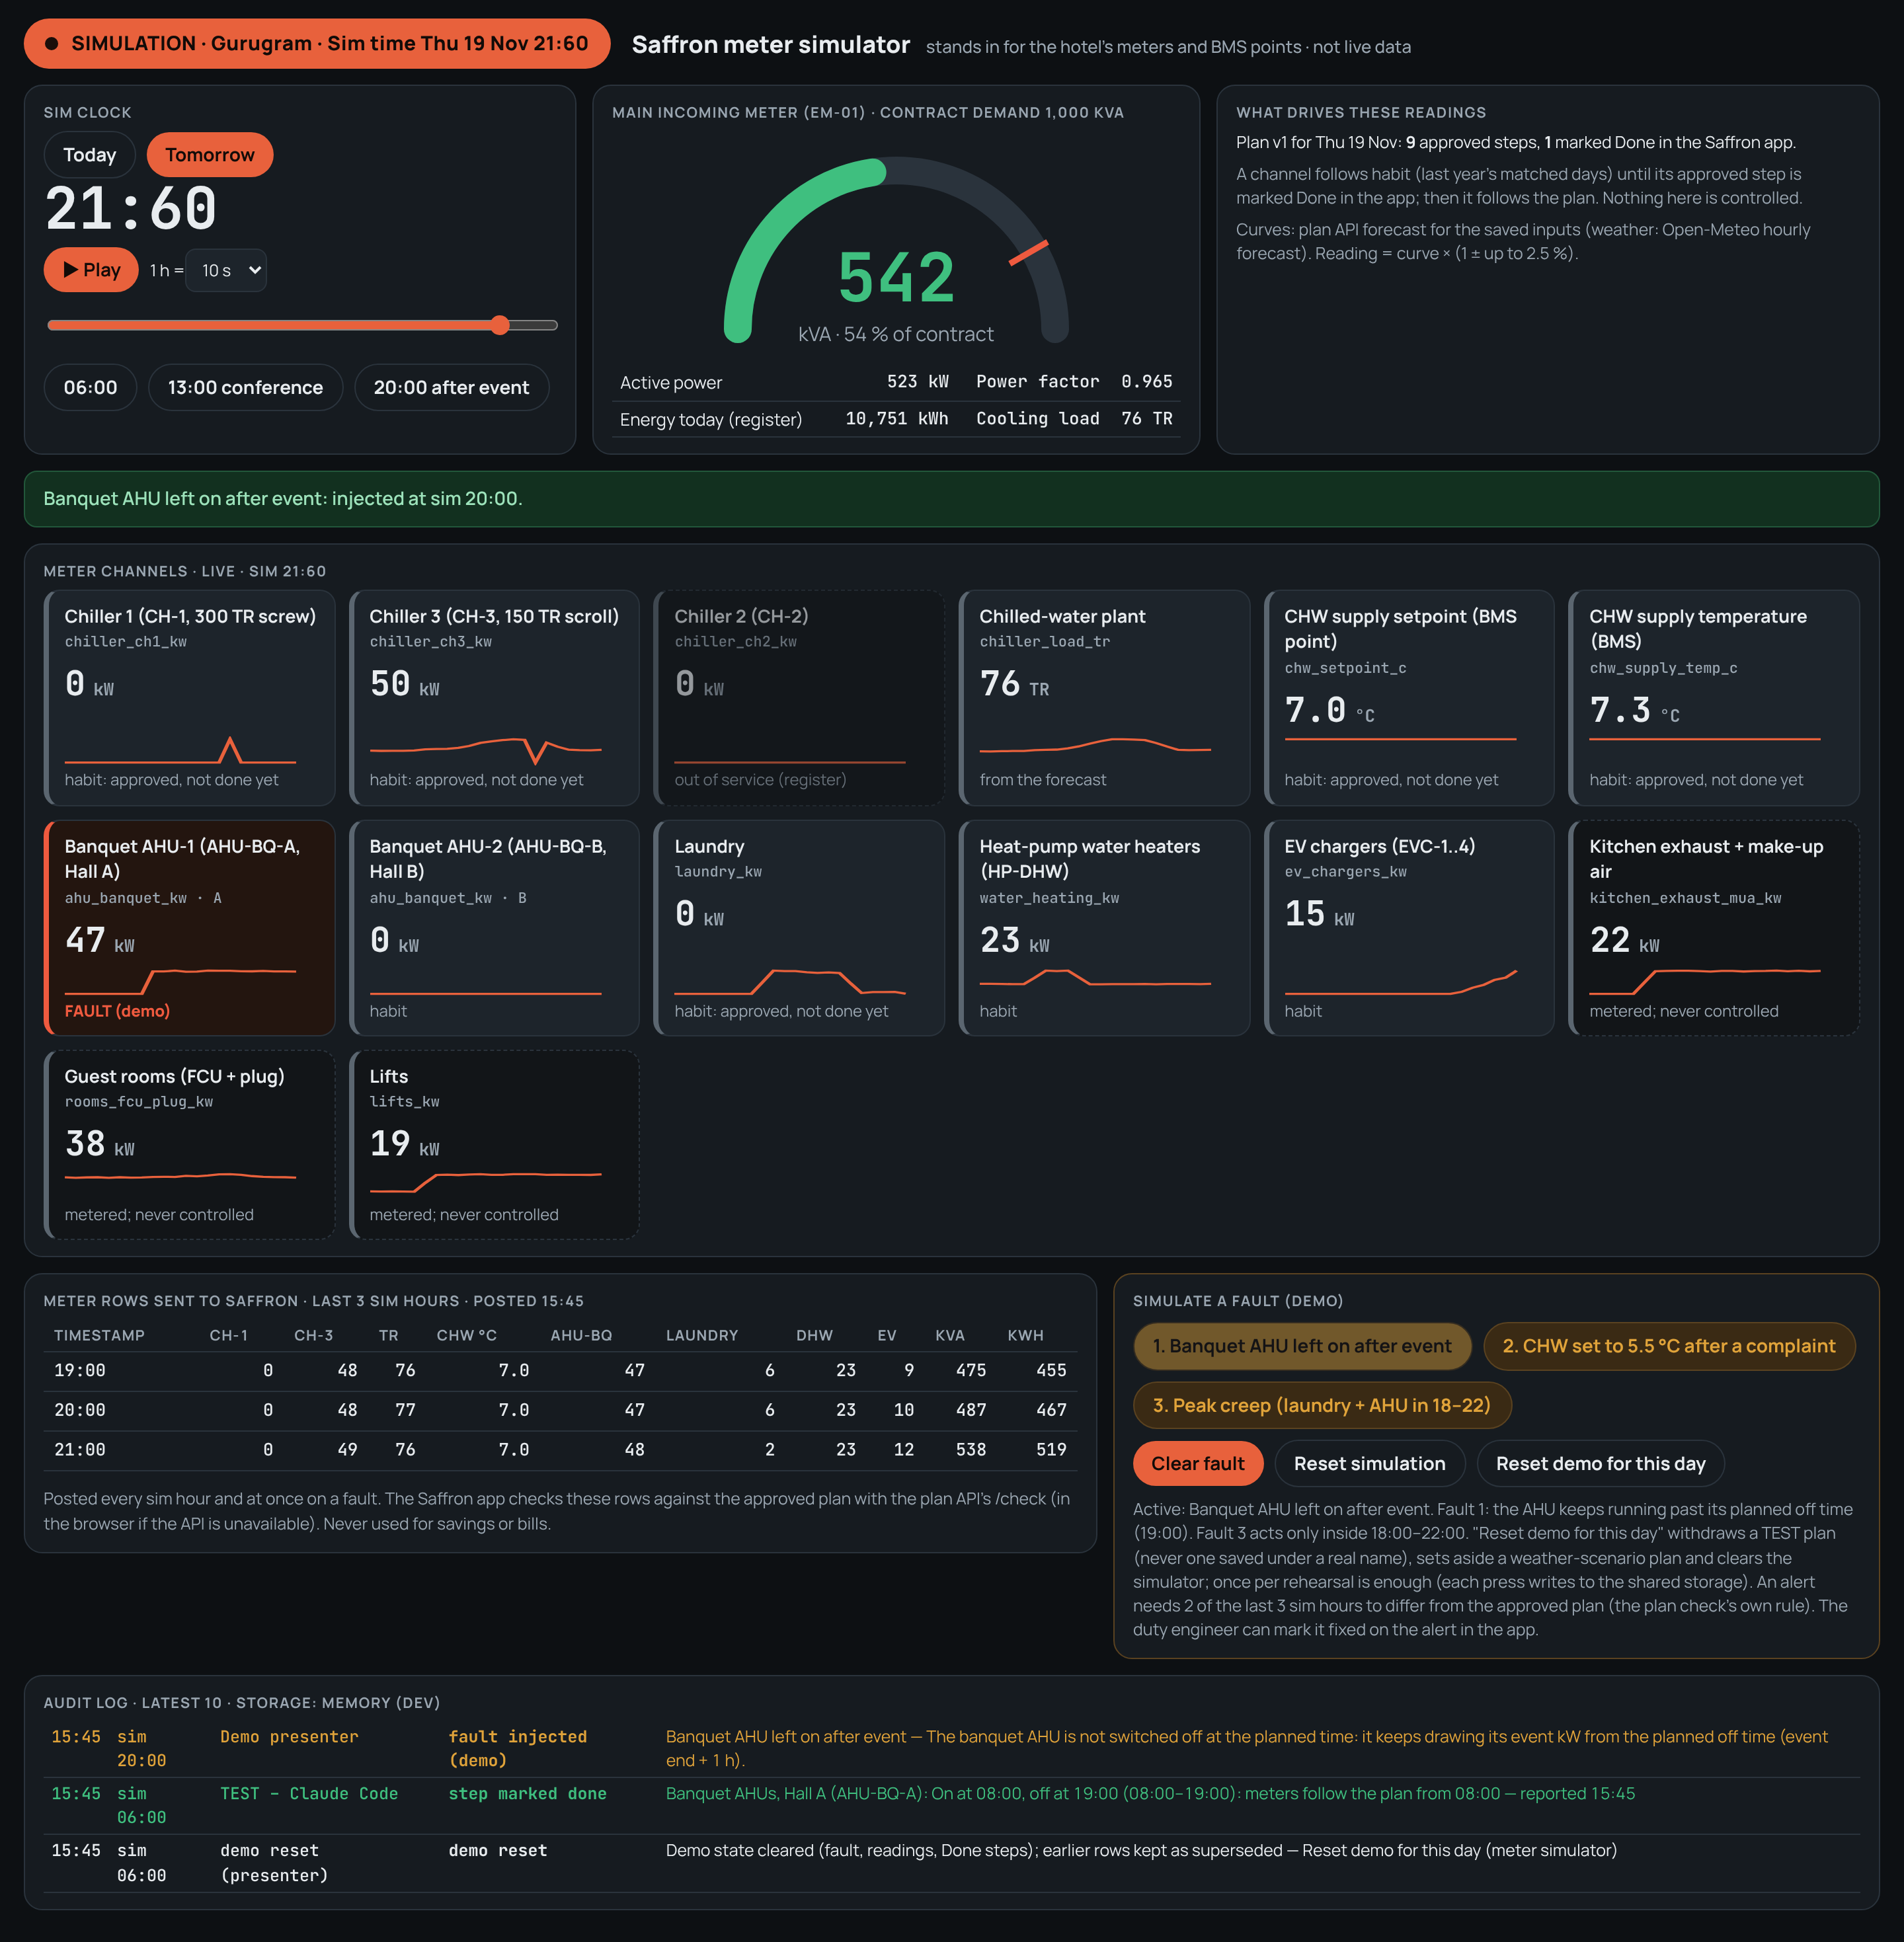 SIMULATION · Gurugram · Sim time Thu 19 Nov 21:60
Saffron meter simulator
stands in for the hotel's meters and BMS points · not live data
SIM CLOCK
Today
Tomorrow
21:60
▶ Play
1 h =
10 s
06:00
13:00 conference
20:00 after event
MAIN INCOMING METER (EM-01) · CONTRACT DEMAND 1,000 KVA
542
kVA · 54 % of contract
Active power 523 kW Power factor 0.965
Energy today (register) 10,751 kWh Cooling load 76 TR
WHAT DRIVES THESE READINGS
Plan v1 for Thu 19 Nov: 9 approved steps, 1 marked Done in the Saffron app.
A channel follows habit (last year's matched days) until its approved step is
marked Done in the app; then it follows the plan. Nothing here is controlled.
Curves: plan API forecast for the saved inputs (weather: Open-Meteo hourly
forecast). Reading = curve × (1 ± up to 2.5 %).
Banquet AHU left on after event: injected at sim 20:00.
METER CHANNELS · LIVE · SIM 21:60
Chiller 1 (CH-1, 300 TR screw)
chiller_ch1_kw
0 kW
habit: approved, not done yet
Chiller 3 (CH-3, 150 TR scroll)
chiller_ch3_kw
50 kW
habit: approved, not done yet
Chiller 2 (CH-2)
chiller_ch2_kw
0 kW
out of service (register)
Chilled-water plant
chiller_load_tr
76 TR
from the forecast
CHW supply setpoint (BMS
point)
chw_setpoint_c
7.0 °C
habit: approved, not done yet
CHW supply temperature
(BMS)
chw_supply_temp_c
7.3 °C
habit: approved, not done yet
Banquet AHU-1 (AHU-BQ-A,
Hall A)
ahu_banquet_kw · A
47 kW
FAULT (demo)
Banquet AHU-2 (AHU-BQ-B,
Hall B)
ahu_banquet_kw · B
0 kW
habit
Laundry
laundry_kw
0 kW
habit: approved, not done yet
Heat-pump water heaters
(HP-DHW)
water_heating_kw
23 kW
habit
EV chargers (EVC-1..4)
ev_chargers_kw
15 kW
habit
Kitchen exhaust + make-up
air
kitchen_exhaust_mua_kw
22 kW
metered; never controlled
Guest rooms (FCU + plug)
rooms_fcu_plug_kw
38 kW
metered; never controlled
Lifts
lifts_kw
19 kW
metered; never controlled
METER ROWS SENT TO SAFFRON · LAST 3 SIM HOURS · POSTED 15:45
TIMESTAMP CH-1 CH-3 TR CHW °C AHU-BQ LAUNDRY DHW EV KVA KWH
19:00 0 48 76 7.0 47 6 23 9 475 455
20:00 0 48 77 7.0 47 6 23 10 487 467
21:00 0 49 76 7.0 48 2 23 12 538 519
Posted every sim hour and at once on a fault. The Saffron app checks these rows against the approved plan with the plan API's /check (in
the browser if the API is unavailable). Never used for savings or bills.
SIMULATE A FAULT (DEMO)
1. Banquet AHU left on after event
2. CHW set to 5.5 °C after a complaint
3. Peak creep (laundry + AHU in 18–22)
Clear fault
Reset simulation
Reset demo for this day
Active: Banquet AHU left on after event. Fault 1: the AHU keeps running past its planned off time
(19:00). Fault 3 acts only inside 18:00–22:00. "Reset demo for this day" withdraws a TEST plan
(never one saved under a real name), sets aside a weather-scenario plan and clears the
simulator; once per rehearsal is enough (each press writes to the shared storage). An alert
needs 2 of the last 3 sim hours to differ from the approved plan (the plan check's own rule). The
duty engineer can mark it fixed on the alert in the app.
AUDIT LOG · LATEST 10 · STORAGE: MEMORY (DEV)
15:45 sim Demo presenter fault injected Banquet AHU left on after event — The banquet AHU is not switched off at the planned time: it keeps drawing its event kW from the planned off time (event
20:00 (demo) end + 1 h).
15:45 sim TEST – Claude Code step marked done Banquet AHUs, Hall A (AHU-BQ-A): On at 08:00, off at 19:00 (08:00–19:00): meters follow the plan from 08:00 — reported 15:45
06:00
15:45 sim demo reset demo reset Demo state cleared (fault, readings, Done steps); earlier rows kept as superseded — Reset demo for this day (meter simulator)
06:00 (presenter)